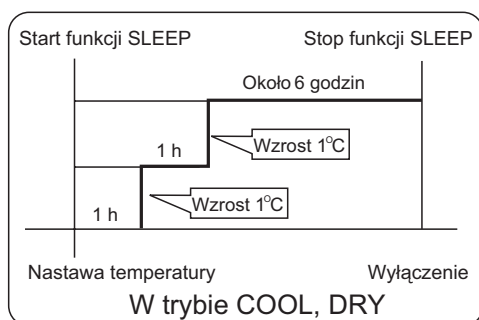 Start funkcji SLEEP
Stop funkcji SLEEP
Około 6 godzin
1 h
Wzrost 1°C
1 h
Wzrost 1°C
Nastawa temperatury
Wyłączenie
W trybie COOL, DRY